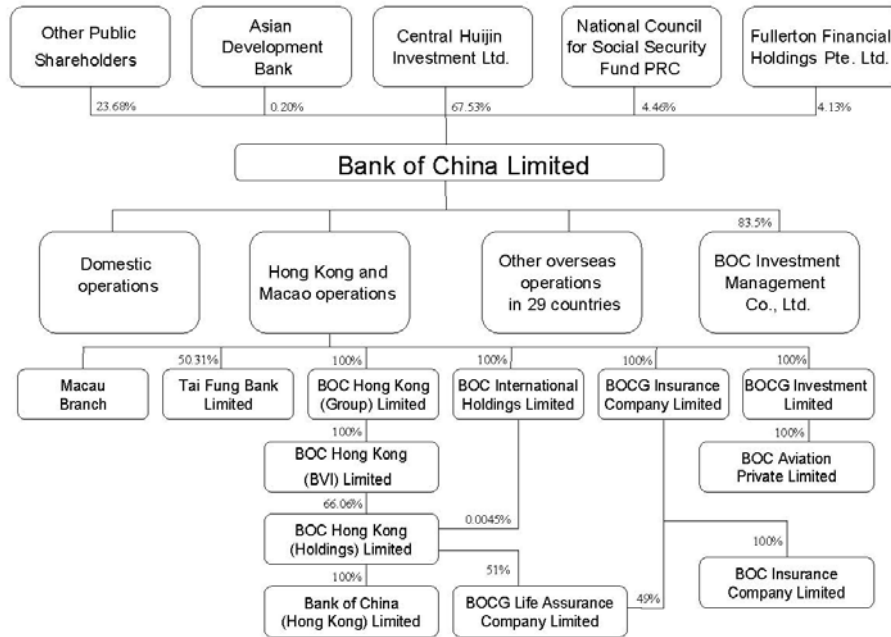 Other Public
Shareholders
Asian
Development
Bank
Central Huijin
Investment Ltd.
National Council
for Social Security
Fund PRC
Fullerton Financial
Holdings Pte. Ltd.
23.68%
0.20%
67.53%
4.46%
4.13%
Bank of China Limited
83.5%
Domestic
operations
Hong Kong and
Macao operations
Other overseas
operations
in 29 countries
BOC Investment
Management
Co., Ltd.
50.31%
100%
100%
100%
100%
Macau
Branch
Tai Fung Bank
Limited
BOC Hong Kong
(Group) Limited
BOC International
Holdings Limited
BOCG Insurance
Company Limited
BOCG Investment
Limited
100%
100%
BOC Hong Kong
(BVI) Limited
BOC Aviation
Private Limited
66.06%
0.0045%
BOC Hong Kong
(Holdings) Limited
100%
51%
100%
Bank of China
(Hong Kong) Limited
BOCG Life Assurance
Company Limited
49%
BOC Insurance
Company Limited